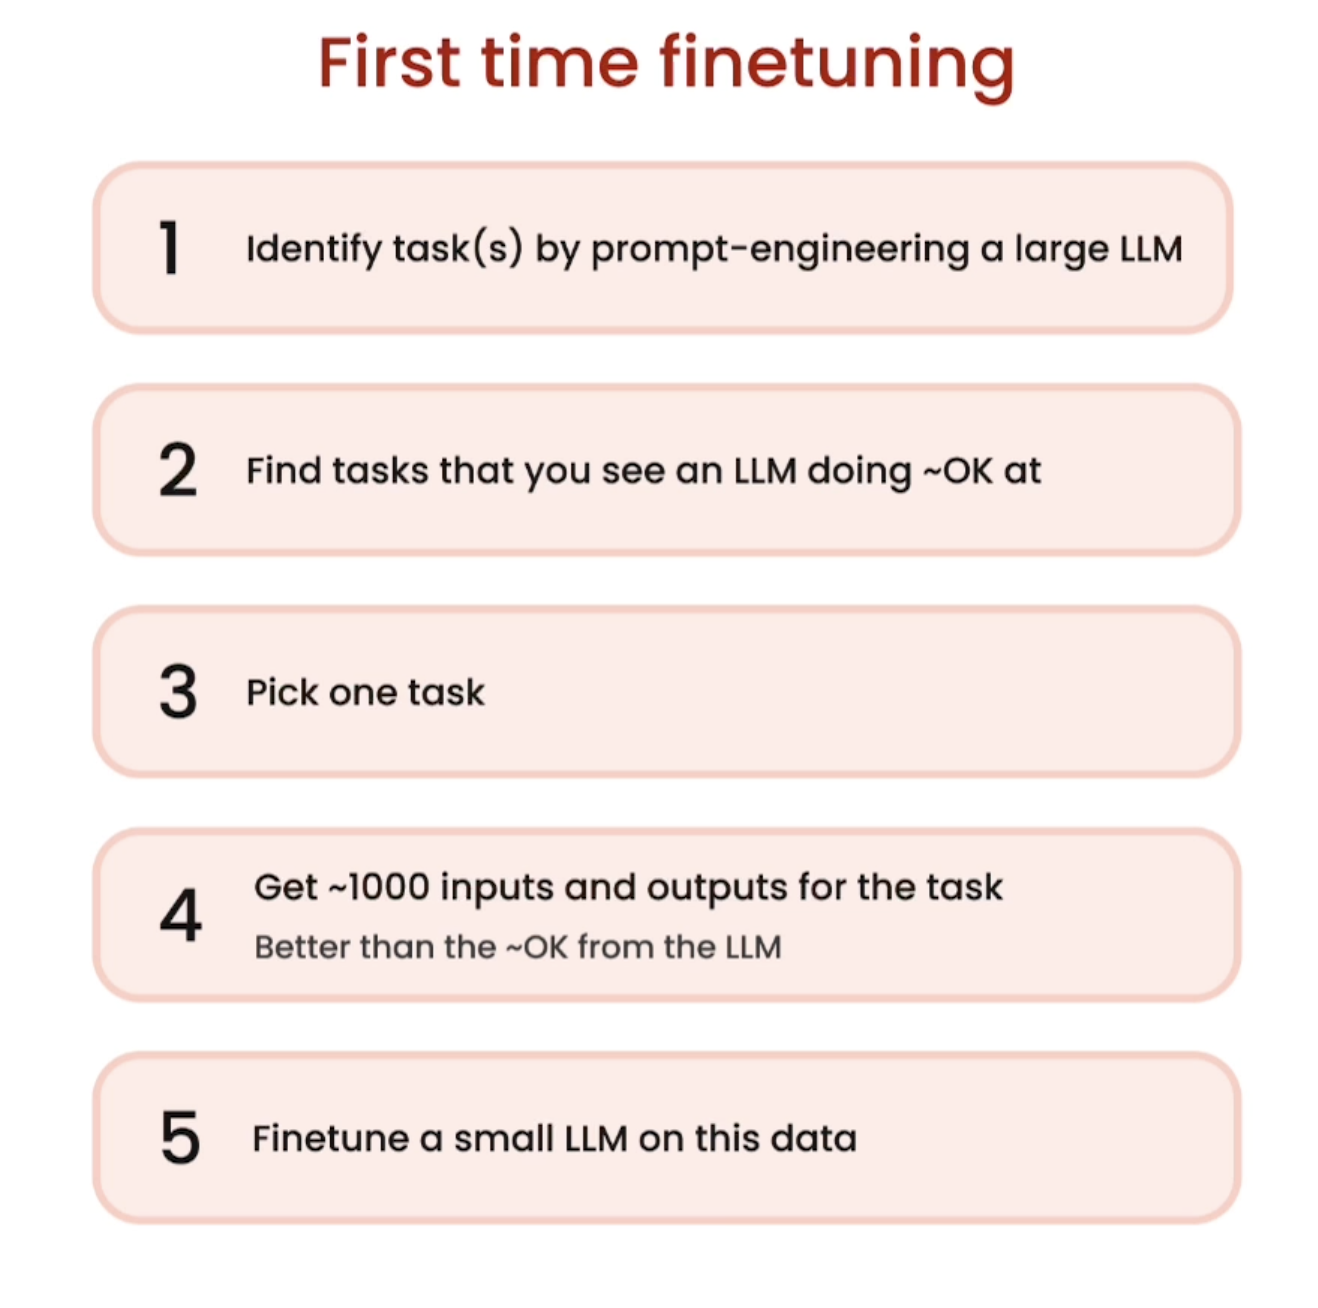 First time finetuning
1 Identify task(s) by prompt-engineering a large LLM
2 Find tasks that you see an LLM doing ~OK at
3 Pick one task
4 Get ~1000 inputs and outputs for the task
Better than the ~OK from the LLM
5 Finetune a small LLM on this data